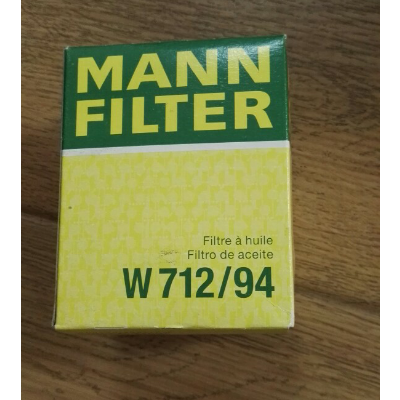 MANN
FILTER
Filtre à huile
Filtro de aceite
W 712/94